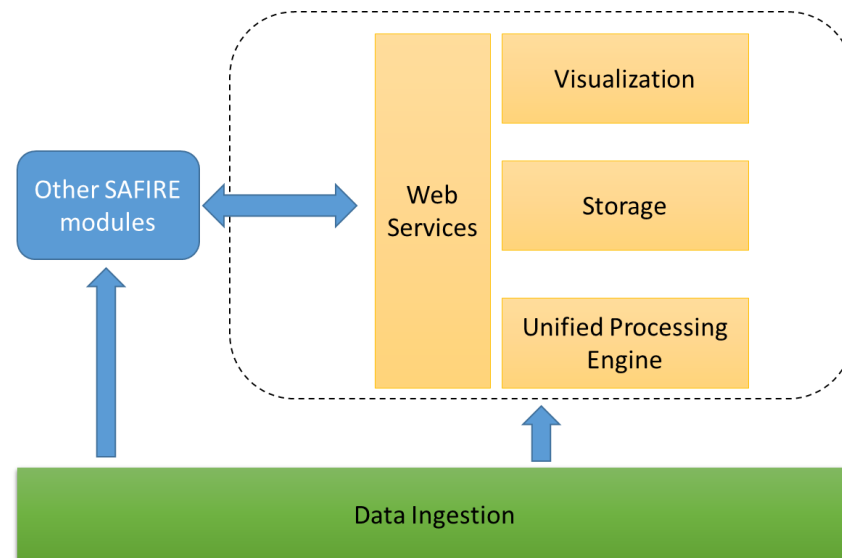 Visualization
Other SAFIRE
modules
Web
Services
Storage
Unified Processing
Engine
Data Ingestion